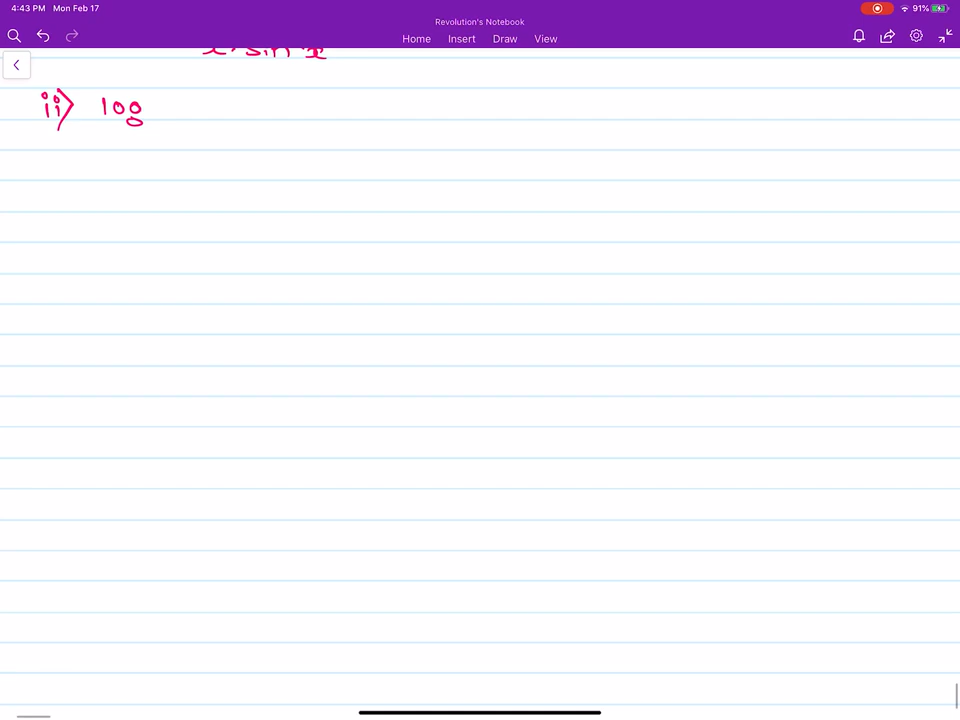 4:43 PM Mon Feb 17
91%
Revolution's Notebook
Home Insert Draw View
ii) log